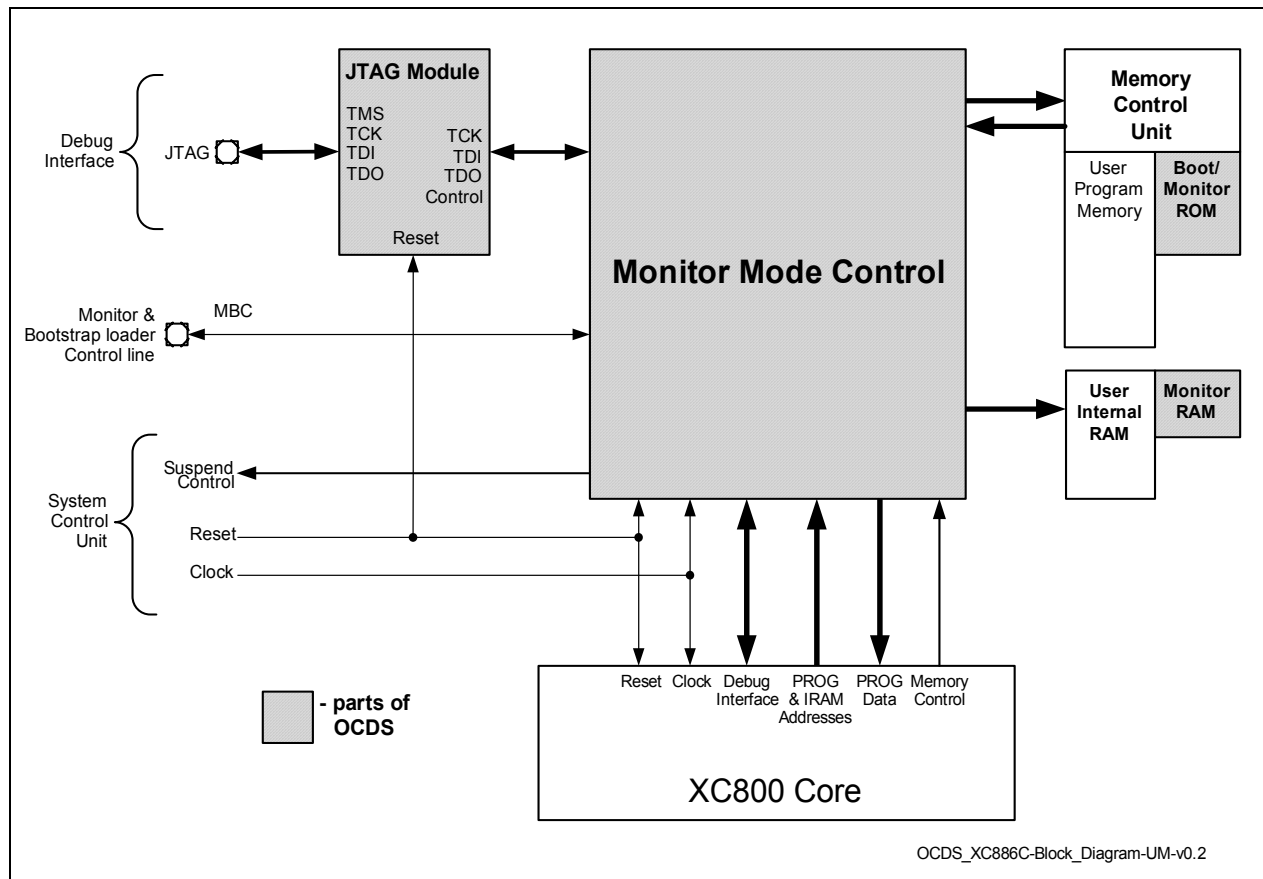 JTAG Module
TMS
TCK
TDI
TDO
TCK
TDI
TDO
Control
Reset
Debug
Interface
JTAG
Monitor Mode Control
Memory
Control
Unit
User
Program
Memory
Boot/
Monitor
ROM
Monitor &
Bootstrap loader
Control line
MBC
User
Internal
RAM
Monitor
RAM
System
Control
Unit
Suspend
Control
Reset
Clock
Reset
Clock
Debug
Interface
PROG
& IRAM
Addresses
PROG
Data
Memory
Control
XC800 Core
- parts of
OCDS
OCDS_XC886C-Block_Diagram-UM-v0.2